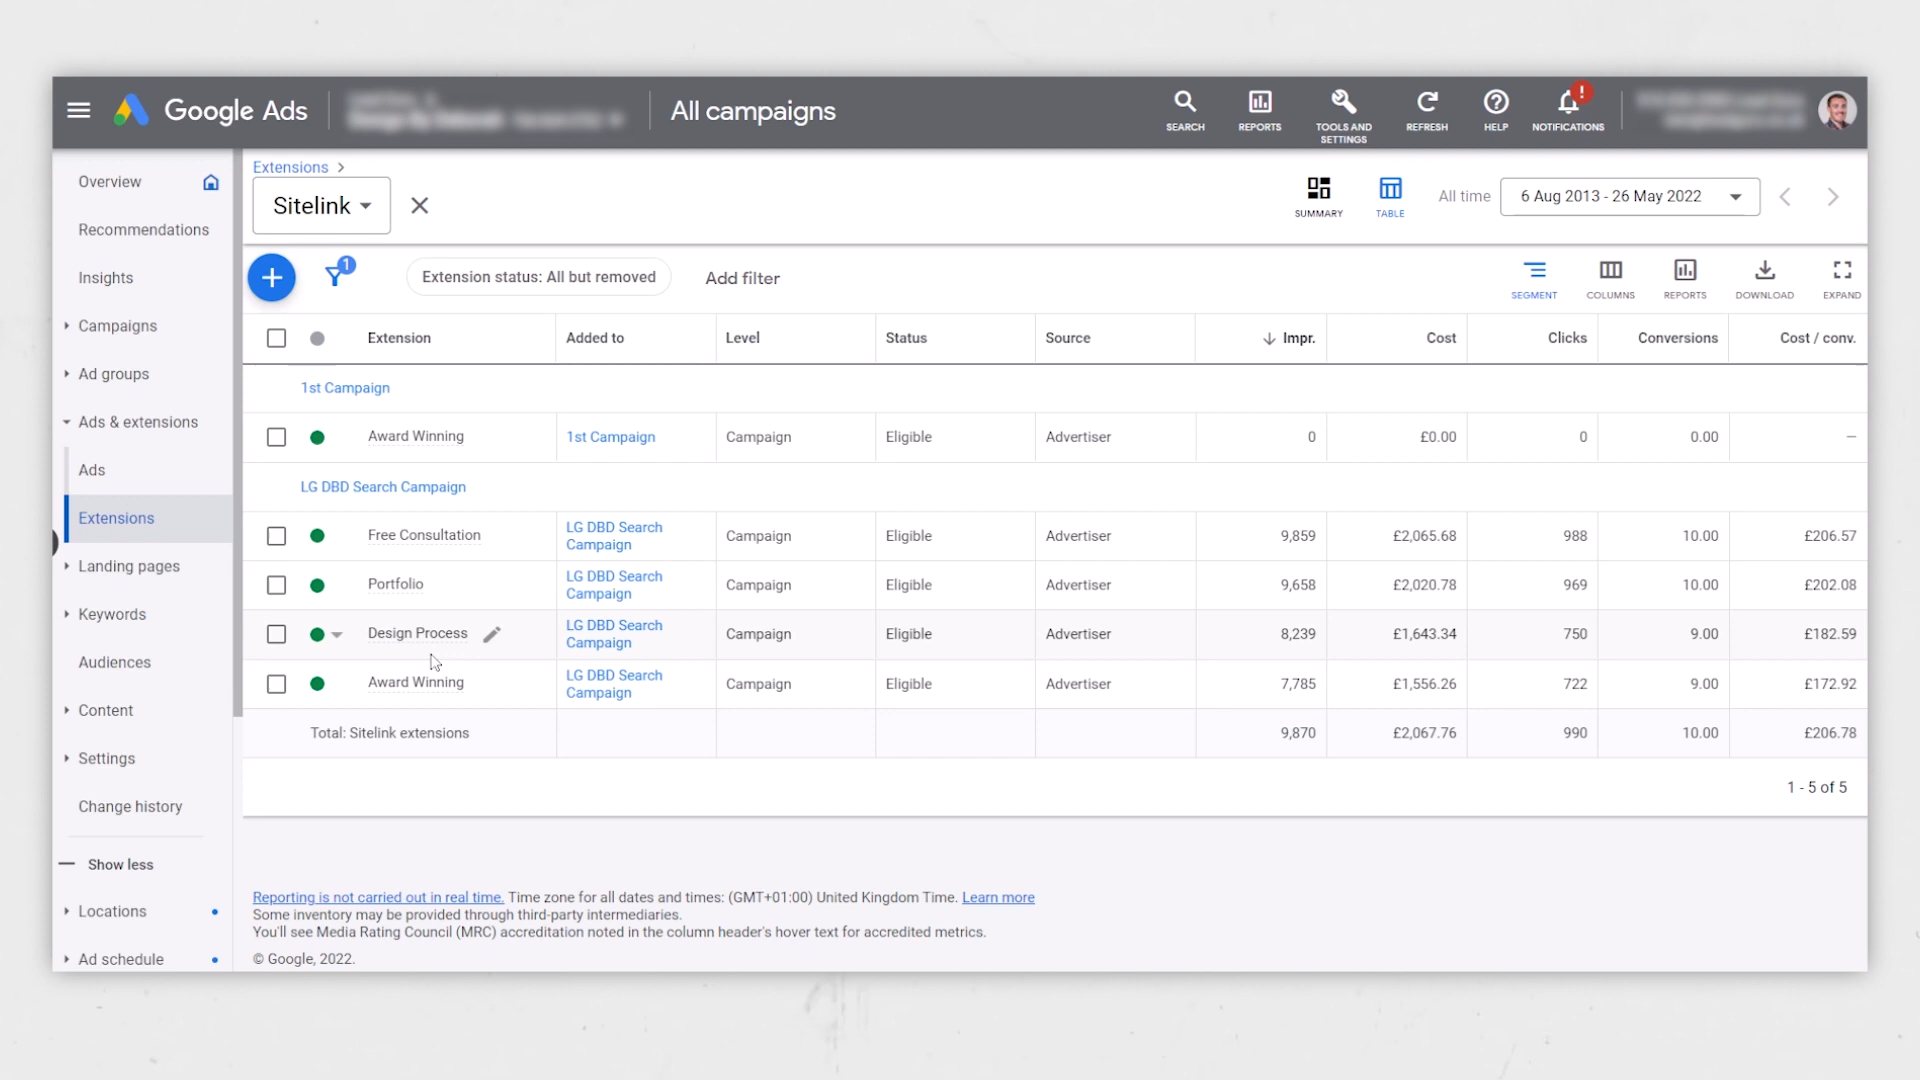 Google Ads
All campaigns
SEARCH
REPORTS
TOOLS AND
SETTINGS
REFRESH
HELP
!
NOTIFICATIONS
Overview
Recommendations
Insights
Campaigns
Ad groups
Ads & extensions
Ads
Extensions
Landing pages
Keywords
Audiences
Content
Settings
Change history
Show less
Locations
Ad schedule
Extensions
Sitelink
SUMMARY
TABLE
All time
6 Aug 2013 - 26 May 2022
1
Extension status: All but removed
Add filter
SEGMENT
COLUMNS
REPORTS
DOWNLOAD
EXPAND
Extension Added to Level Status Source Impr. Cost Clicks Conversions Cost / conv.
1st Campaign
Award Winning 1st Campaign Campaign Eligible Advertiser 0 £0.00 0 0.00 —
LG DBD Search Campaign
Free Consultation LG DBD Search Campaign Campaign Eligible Advertiser 9,859 £2,065.68 988 10.00 £206.57
Portfolio LG DBD Search Campaign Campaign Eligible Advertiser 9,658 £2,020.78 969 10.00 £202.08
Design Process LG DBD Search Campaign Campaign Eligible Advertiser 8,239 £1,643.34 750 9.00 £182.59
Award Winning LG DBD Search Campaign Campaign Eligible Advertiser 7,785 £1,556.26 722 9.00 £172.92
Total: Sitelink extensions 9,870 £2,067.76 990 10.00 £206.78
1 - 5 of 5
Reporting is not carried out in real time. Time zone for all dates and times: (GMT+01:00) United Kingdom Time. Learn more
Some inventory may be provided through third-party intermediaries.
You'll see Media Rating Council (MRC) accreditation noted in the column header's hover text for accredited metrics.
© Google, 2022.